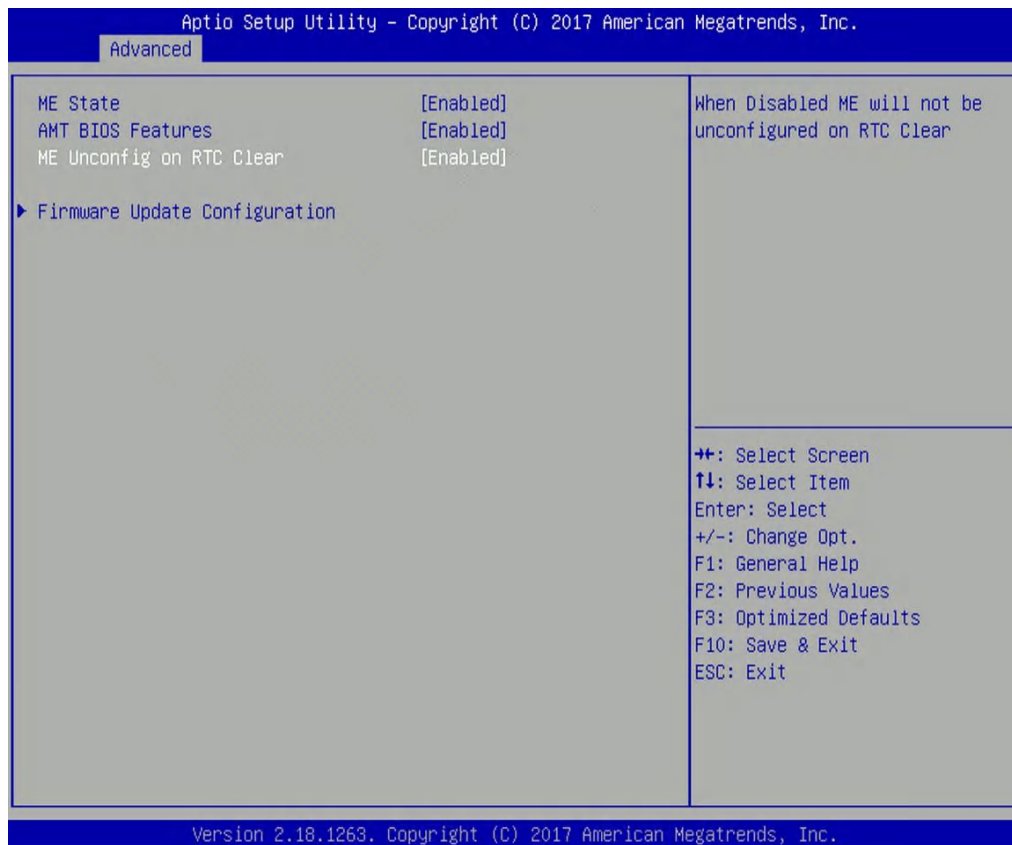 Aptio Setup Utility – Copyright (C) 2017 American Megatrends, Inc.
Advanced
ME State [Enabled]
AMT BIOS Features [Enabled]
ME Unconfig on RTC Clear [Enabled]
Firmware Update Configuration
When Disabled ME will not be
unconfigured on RTC Clear
→←: Select Screen
↑↓: Select Item
Enter: Select
+/-: Change Opt.
F1: General Help
F2: Previous Values
F3: Optimized Defaults
F10: Save & Exit
ESC: Exit
Version 2.18.1263. Copyright (C) 2017 American Megatrends, Inc.